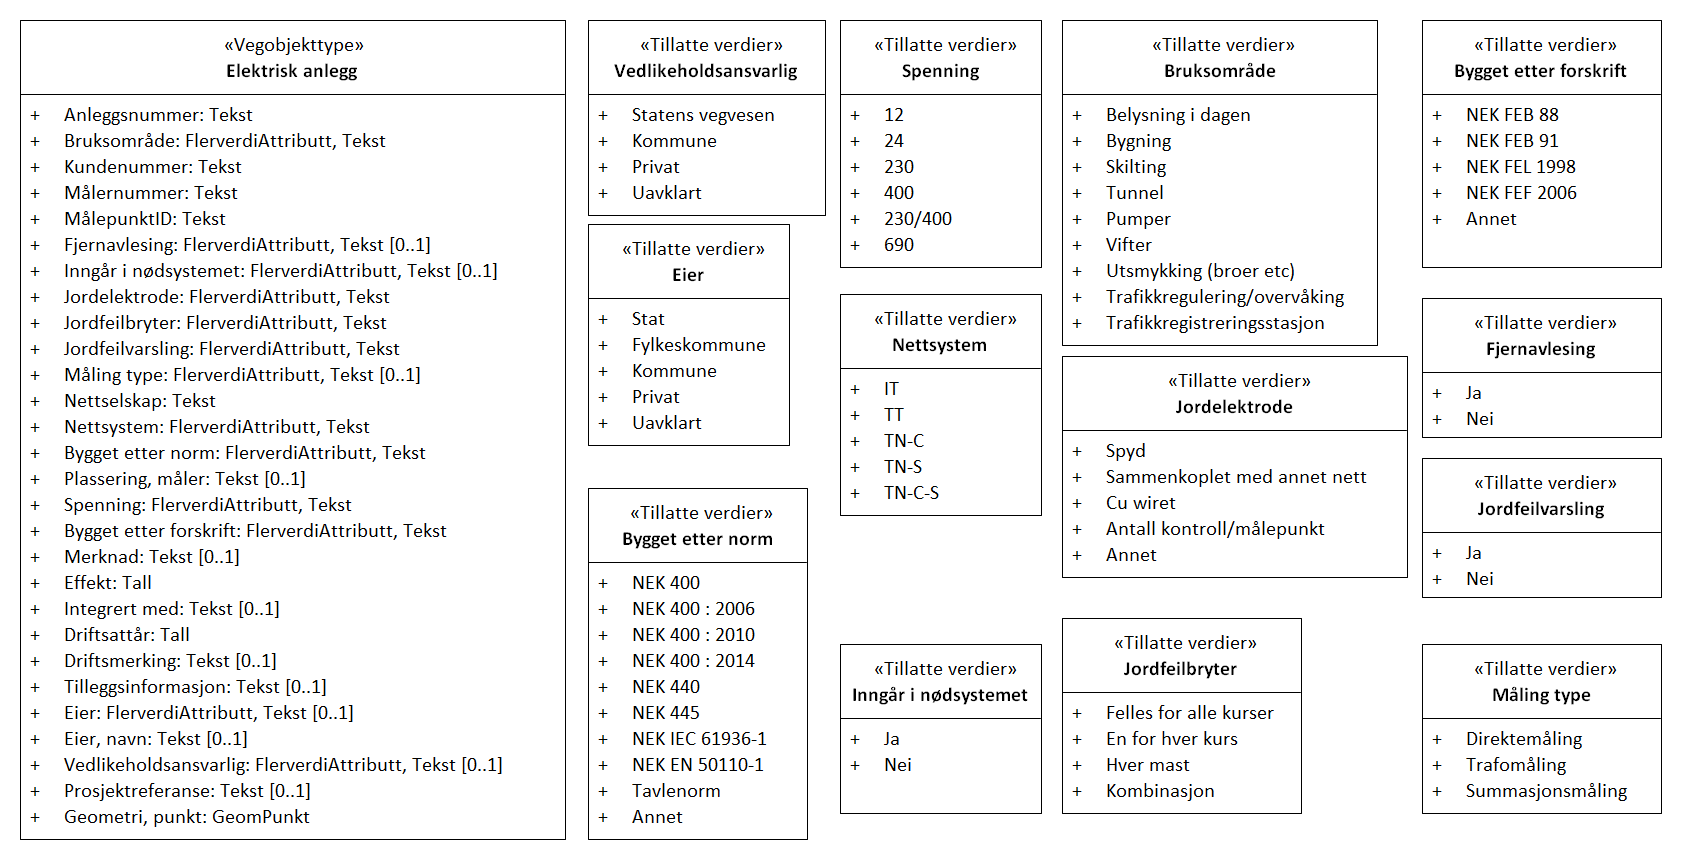 «Vegobjekttype»
Elektrisk anlegg
+ Anleggsnummer: Tekst
+ Bruksområde: FlerverdiAttributt, Tekst
+ Kundenummer: Tekst
+ Målernummer: Tekst
+ MålepunktID: Tekst
+ Fjernavlesing: FlerverdiAttributt, Tekst [0..1]
+ Inngår i nødsystemet: FlerverdiAttributt, Tekst [0..1]
+ Jordelektrode: FlerverdiAttributt, Tekst
+ Jordfeilbryter: FlerverdiAttributt, Tekst
+ Jordfeilvarsling: FlerverdiAttributt, Tekst
+ Måling type: FlerverdiAttributt, Tekst [0..1]
+ Nettselskap: Tekst
+ Nettsystem: FlerverdiAttributt, Tekst
+ Bygget etter norm: FlerverdiAttributt, Tekst
+ Plassering, måler: Tekst [0..1]
+ Spenning: FlerverdiAttributt, Tekst
+ Bygget etter forskrift: FlerverdiAttributt, Tekst
+ Merknad: Tekst [0..1]
+ Effekt: Tall
+ Integrert med: Tekst [0..1]
+ Driftsattår: Tall
+ Driftsmerking: Tekst [0..1]
+ Tilleggsinformasjon: Tekst [0..1]
+ Eier: FlerverdiAttributt, Tekst [0..1]
+ Eier, navn: Tekst [0..1]
+ Vedlikeholdsansvarlig: FlerverdiAttributt, Tekst [0..1]
+ Prosjektreferanse: Tekst [0..1]
+ Geometri, punkt: GeomPunkt
«Tillatte verdier»
Vedlikeholdsansvarlig
+ Statens vegvesen
+ Kommune
+ Privat
+ Uavklart
«Tillatte verdier»
Eier
+ Stat
+ Fylkeskommune
+ Kommune
+ Privat
+ Uavklart
«Tillatte verdier»
Bygget etter norm
+ NEK 400
+ NEK 400 : 2006
+ NEK 400 : 2010
+ NEK 400 : 2014
+ NEK 440
+ NEK 445
+ NEK IEC 61936-1
+ NEK EN 50110-1
+ Tavlenorm
+ Annet
«Tillatte verdier»
Spenning
+ 12
+ 24
+ 230
+ 400
+ 230/400
+ 690
«Tillatte verdier»
Nettsystem
+ IT
+ TT
+ TN-C
+ TN-S
+ TN-C-S
«Tillatte verdier»
Inngår i nødsystemet
+ Ja
+ Nei
«Tillatte verdier»
Bruksområde
+ Belysning i dagen
+ Bygning
+ Skilting
+ Tunnel
+ Pumper
+ Vifter
+ Utsmykking (broer etc)
+ Trafikkregulering/overvåking
+ Trafikkregistreringsstasjon
«Tillatte verdier»
Jordelektrode
+ Spyd
+ Sammenkoplet med annet nett
+ Cu wiret
+ Antall kontroll/målepunkt
+ Annet
«Tillatte verdier»
Jordfeilbryter
+ Felles for alle kurser
+ En for hver kurs
+ Hver mast
+ Kombinasjon
«Tillatte verdier»
Bygget etter forskrift
+ NEK FEB 88
+ NEK FEB 91
+ NEK FEL 1998
+ NEK FEF 2006
+ Annet
«Tillatte verdier»
Fjernavlesing
+ Ja
+ Nei
«Tillatte verdier»
Jordfeilvarsling
+ Ja
+ Nei
«Tillatte verdier»
Måling type
+ Direktemåling
+ Trafomåling
+ Summasjonsmåling